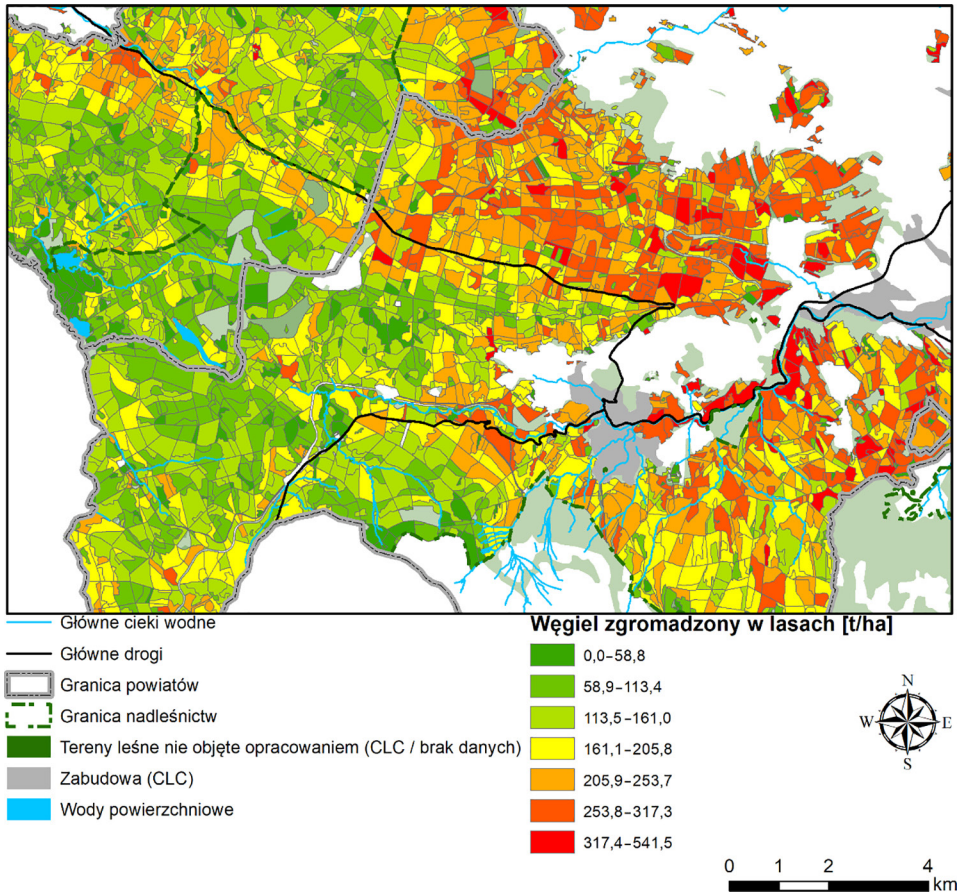 Główne cieki wodne
Główne drogi
Granica powiatów
Granica nadleśnictw
Tereny leśne nie objęte opracowaniem (CLC / brak danych)
Zabudowa (CLC)
Wody powierzchniowe
Węgiel zgromadzony w lasach [t/ha]
0,0–58,8
58,9–113,4
113,5–161,0
161,1–205,8
205,9–253,7
253,8–317,3
317,4–541,5
N
W E
S
0 1 2 4
km